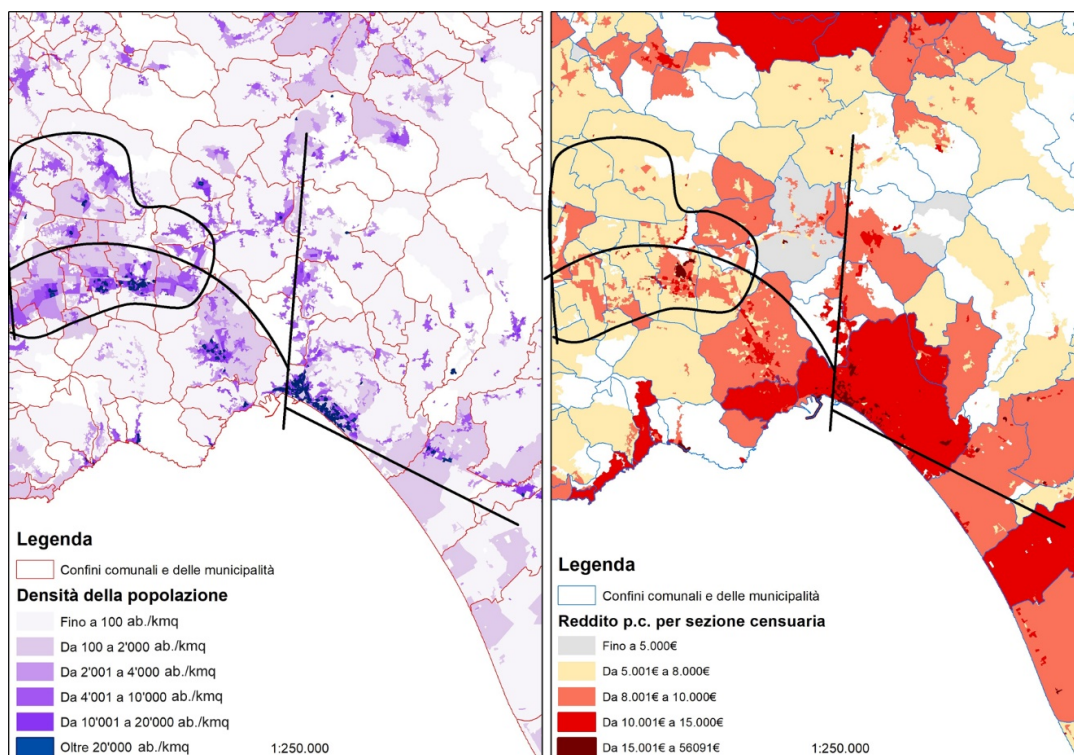 Legenda
Confini comunali e delle municipalità
Densità della popolazione
Fino a 100 ab./kmq
Da 100 a 2'000 ab./kmq
Da 2'001 a 4'000 ab./kmq
Da 4'001 a 10'000 ab./kmq
Da 10'001 a 20'000 ab./kmq
Oltre 20'000 ab./kmq
1:250.000
Legenda
Confini comunali e delle municipalità
Reddito p.c. per sezione censuaria
Fino a 5.000€
Da 5.001€ a 8.000€
Da 8.001€ a 10.000€
Da 10.001€ a 15.000€
Da 15.001€ a 56091€
1:250.000